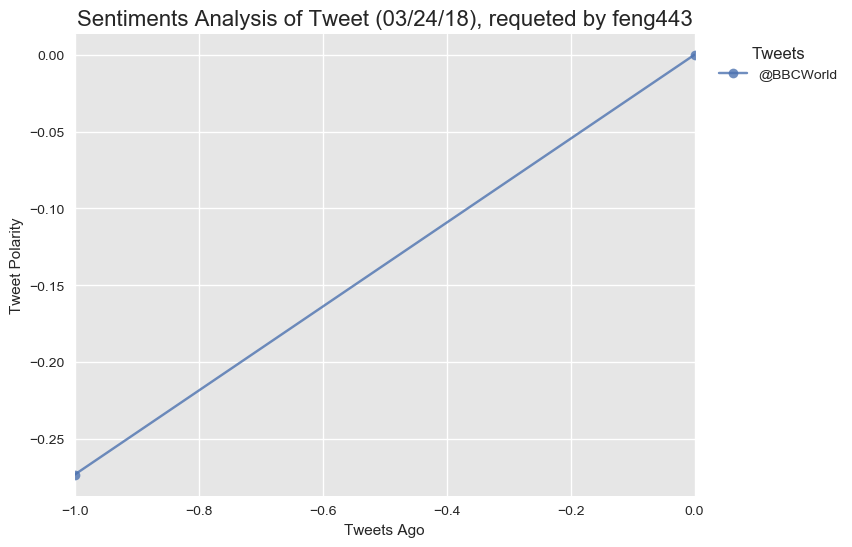 Sentiments Analysis of Tweet (03/24/18), requeted by feng443
Tweets
@BBCWorld
Tweet Polarity
0.00
−0.05
−0.10
−0.15
−0.20
−0.25
−1.0 −0.8 −0.6 −0.4 −0.2 0.0
Tweets Ago